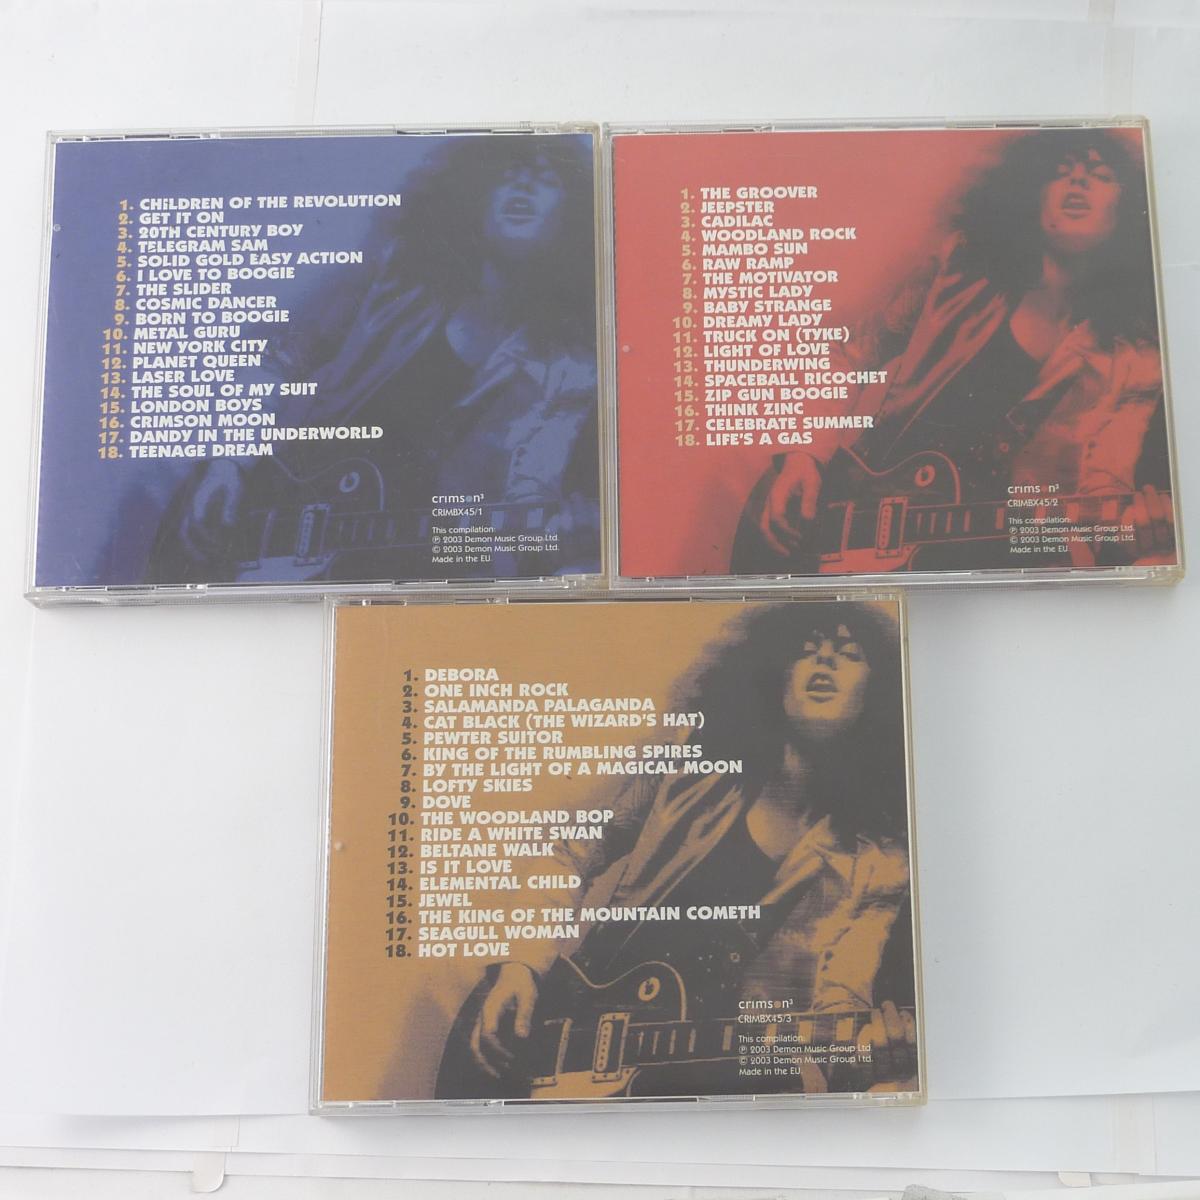 1. CHiLDREN OF THE REVOLUTION
2. GET IT ON
3. 20TH CENTURY BOY
4. TELEGRAM SAM
5. SOLID GOLD EASY ACTION
6. I LOVE TO BOOGIE
7. THE SLIDER
8. COSMIC DANCER
9. BORN TO BOOGIE
10. METAL GURU
11. NEW YORK CITY
12. PLANET QUEEN
13. LASER LOVE
14. THE SOUL OF MY SUIT
15. LONDON BOYS
16. CRIMSON MOON
17. DANDY IN THE UNDERWORLD
18. TEENAGE DREAM
crimson³
CRIMBX45/1
This compilation:
℗ 2003 Demon Music Group Ltd.
© 2003 Demon Music Group Ltd.
Made in the EU.
1. THE GROOVER
2. JEEPSTER
3. CADILAC
4. WOODLAND ROCK
5. MAMBO SUN
6. RAW RAMP
7. THE MOTIVATOR
8. MYSTIC LADY
9. BABY STRANGE
10. DREAMY LADY
11. TRUCK ON (TYKE)
12. LIGHT OF LOVE
13. THUNDERWING
14. SPACEBALL RICOCHET
15. ZIP GUN BOOGIE
16. THINK ZINC
17. CELEBRATE SUMMER
18. LIFE'S A GAS
crimson³
CRIMBX45/2
This compilation:
℗ 2003 Demon Music Group Ltd.
© 2003 Demon Music Group Ltd.
Made in the EU.
1. DEBORA
2. ONE INCH ROCK
3. SALAMANDA PALAGANDA
4. CAT BLACK (THE WIZARD'S HAT)
5. PEWTER SUITOR
6. KING OF THE RUMBLING SPIRES
7. BY THE LIGHT OF A MAGICAL MOON
8. LOFTY SKIES
9. DOVE
10. THE WOODLAND BOP
11. RIDE A WHITE SWAN
12. BELTANE WALK
13. IS IT LOVE
14. ELEMENTAL CHILD
15. JEWEL
16. THE KING OF THE MOUNTAIN COMETH
17. SEAGULL WOMAN
18. HOT LOVE
crimson³
CRIMBX45/3
This compilation:
℗ 2003 Demon Music Group Ltd.
© 2003 Demon Music Group Ltd.
Made in the EU.